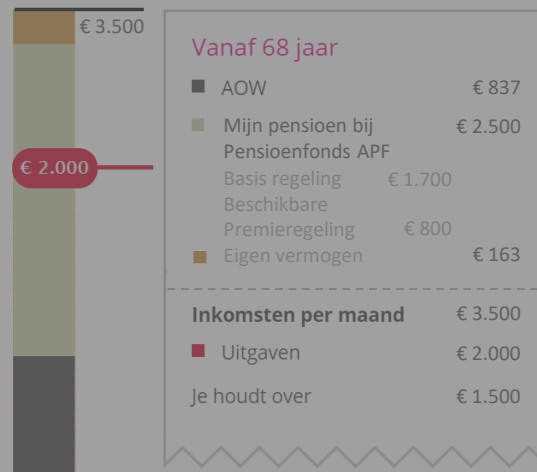 € 3.500
€ 2.000
Vanaf 68 jaar
AOW € 837
Mijn pensioen bij € 2.500
Pensioenfonds APF
Basis regeling € 1.700
Beschikbare
Premieregeling € 800
Eigen vermogen € 163
Inkomsten per maand € 3.500
Uitgaven € 2.000
Je houdt over € 1.500